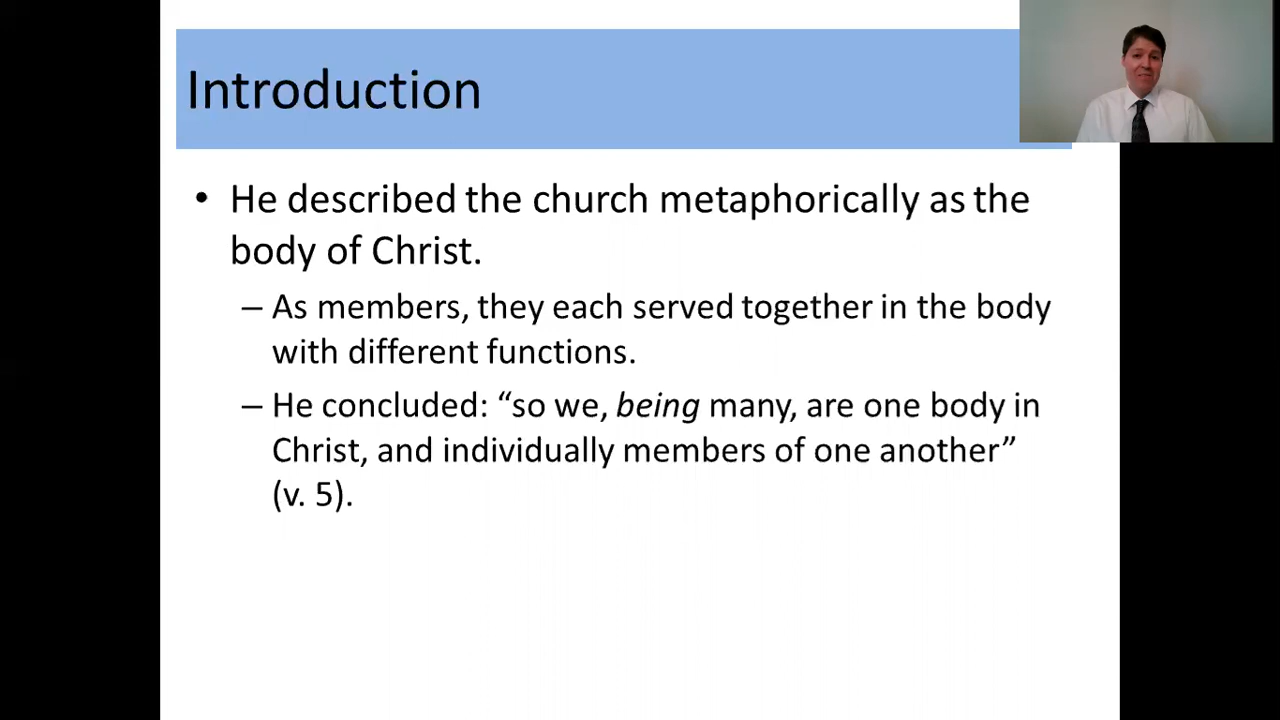 Introduction
• He described the church metaphorically as the
body of Christ.
– As members, they each served together in the body
with different functions.
– He concluded: “so we, being many, are one body in
Christ, and individually members of one another”
(v. 5).